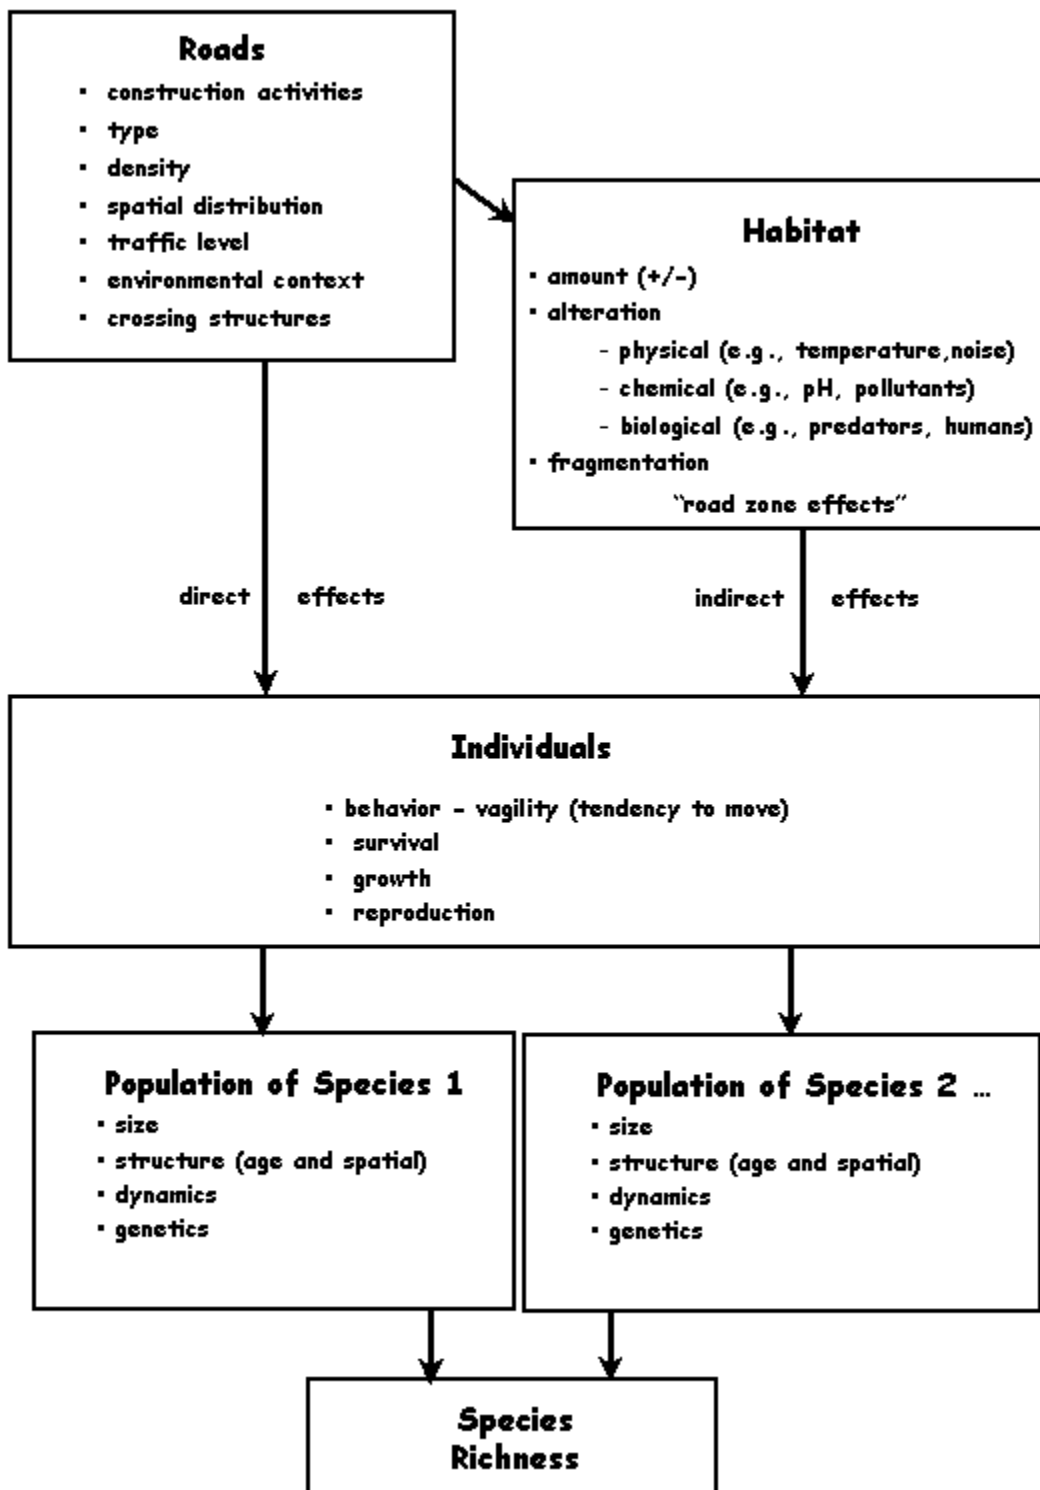 Roads
▪ construction activities
▪ type
▪ density
▪ spatial distribution
▪ traffic level
▪ environmental context
▪ crossing structures
Habitat
▪ amount (+/-)
▪ alteration
- physical (e.g., temperature,noise)
- chemical (e.g., pH, pollutants)
- biological (e.g., predators, humans)
▪ fragmentation
"road zone effects"
direct effects
indirect effects
Individuals
▪ behavior - vagility (tendency to move)
▪ survival
▪ growth
▪ reproduction
Population of Species 1
▪ size
▪ structure (age and spatial)
▪ dynamics
▪ genetics
Population of Species 2 ...
▪ size
▪ structure (age and spatial)
▪ dynamics
▪ genetics
Species
Richness